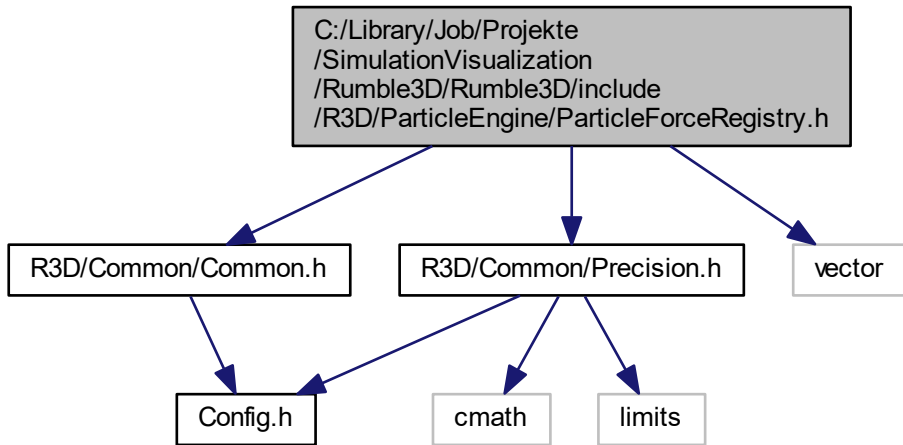 C:/Library/Job/Projekte
/SimulationVisualization
/Rumble3D/Rumble3D/include
/R3D/ParticleEngine/ParticleForceRegistry.h
R3D/Common/Common.h
R3D/Common/Precision.h
vector
Config.h
cmath
limits